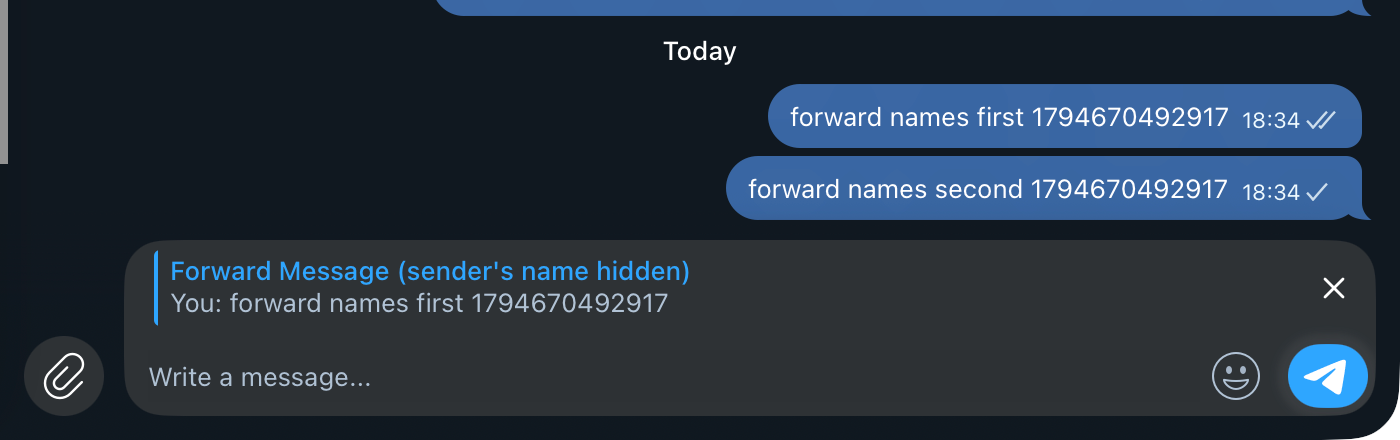 Today
forward names first 1794670492917 18:34
forward names second 1794670492917 18:34
Forward Message (sender's name hidden)
You: forward names first 1794670492917
Write a message...